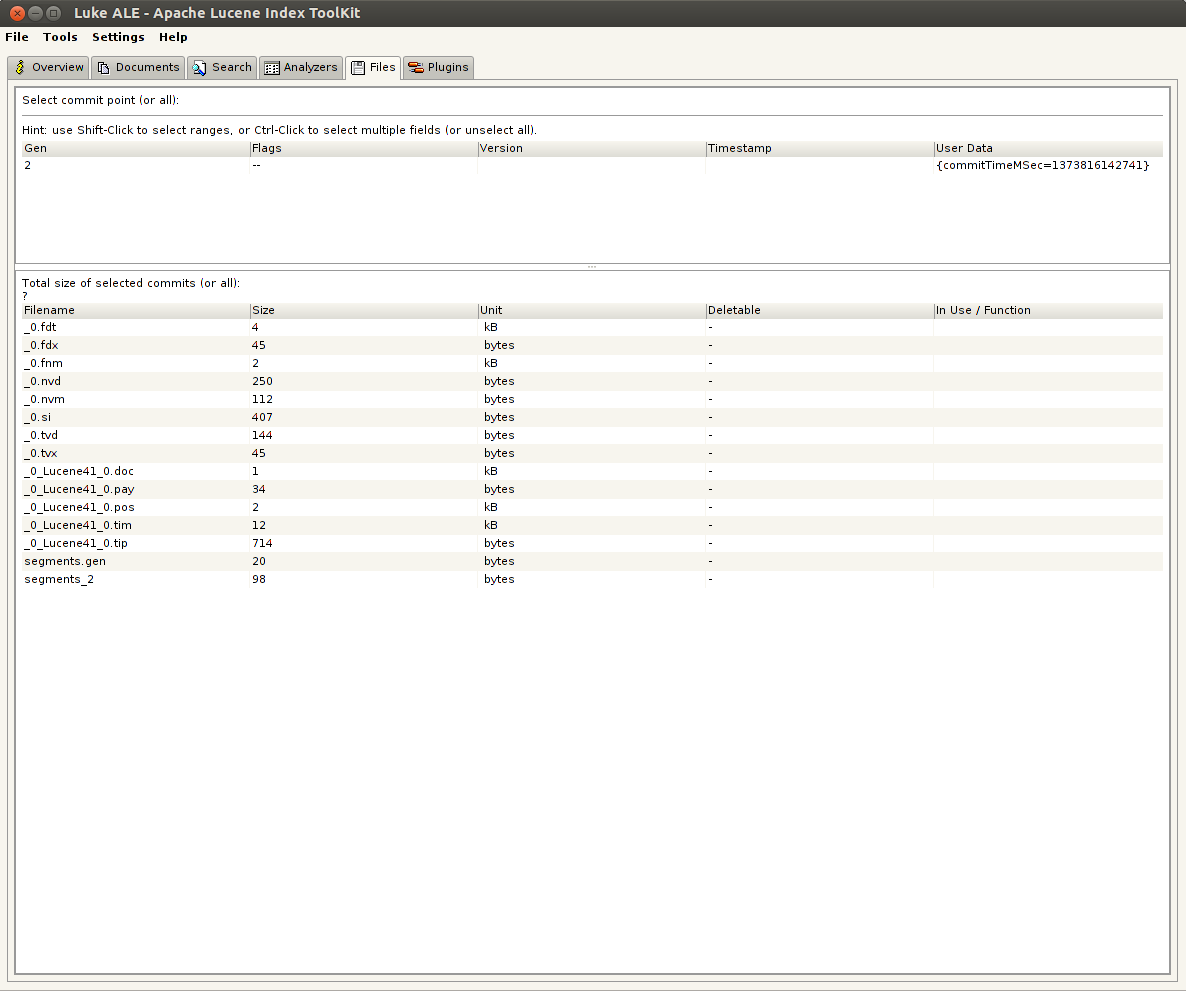 Luke ALE - Apache Lucene Index ToolKit
File Tools Settings Help
Overview Documents Search Analyzers Files Plugins
Select commit point (or all):
Hint: use Shift-Click to select ranges, or Ctrl-Click to select multiple fields (or unselect all).
Gen Flags Version Timestamp User Data
2 -- {commitTimeMSec=1373816142741}
Total size of selected commits (or all):
?
Filename Size Unit Deletable In Use / Function
_0.fdt 4 kB -
_0.fdx 45 bytes -
_0.fnm 2 kB -
_0.nvd 250 bytes -
_0.nvm 112 bytes -
_0.si 407 bytes -
_0.tvd 144 bytes -
_0.tvx 45 bytes -
_0_Lucene41_0.doc 1 kB -
_0_Lucene41_0.pay 34 bytes -
_0_Lucene41_0.pos 2 kB -
_0_Lucene41_0.tim 12 kB -
_0_Lucene41_0.tip 714 bytes -
segments.gen 20 bytes -
segments_2 98 bytes -